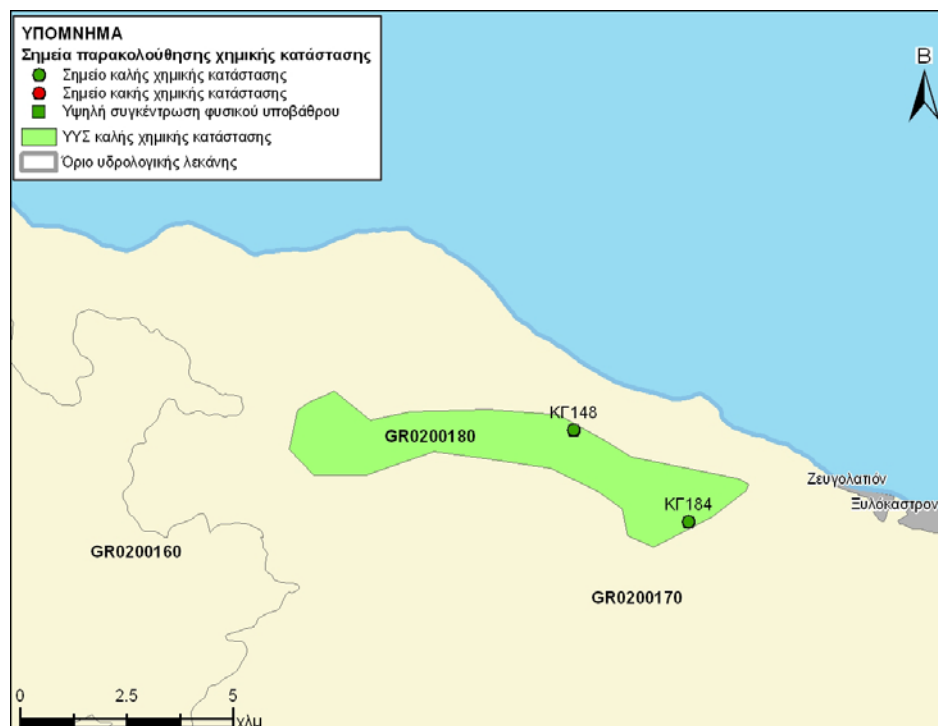 ΥΠΟΜΝΗΜΑ
Σημεία παρακολούθησης χημικής κατάστασης
Σημείο καλής χημικής κατάστασης
Σημείο κακής χημικής κατάστασης
Υψηλή συγκέντρωση φυσικού υποβάθρου
ΥΥΣ καλής χημικής κατάστασης
Όριο υδρολογικής λεκάνης
Β
ΚΓ148
GR0200180
Ζευγολατιόν
Ξυλόκαστρον
ΚΓ184
GR0200160
GR0200170
0 2.5 5
χλμ